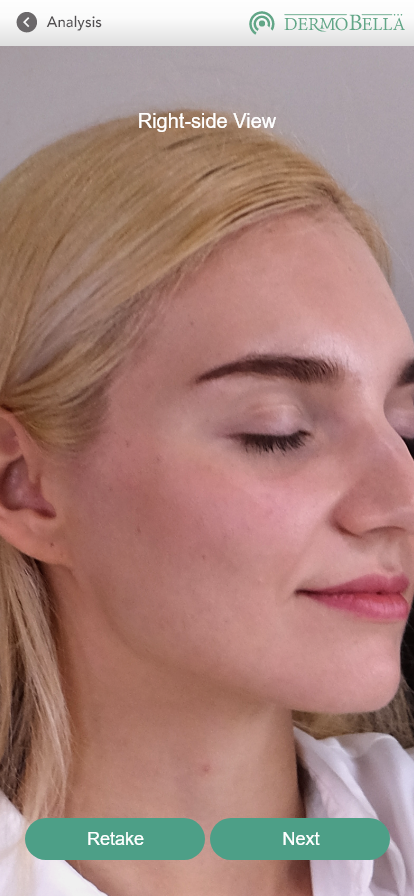 Analysis
DERMOBELLA
Right-side View
Retake
Next